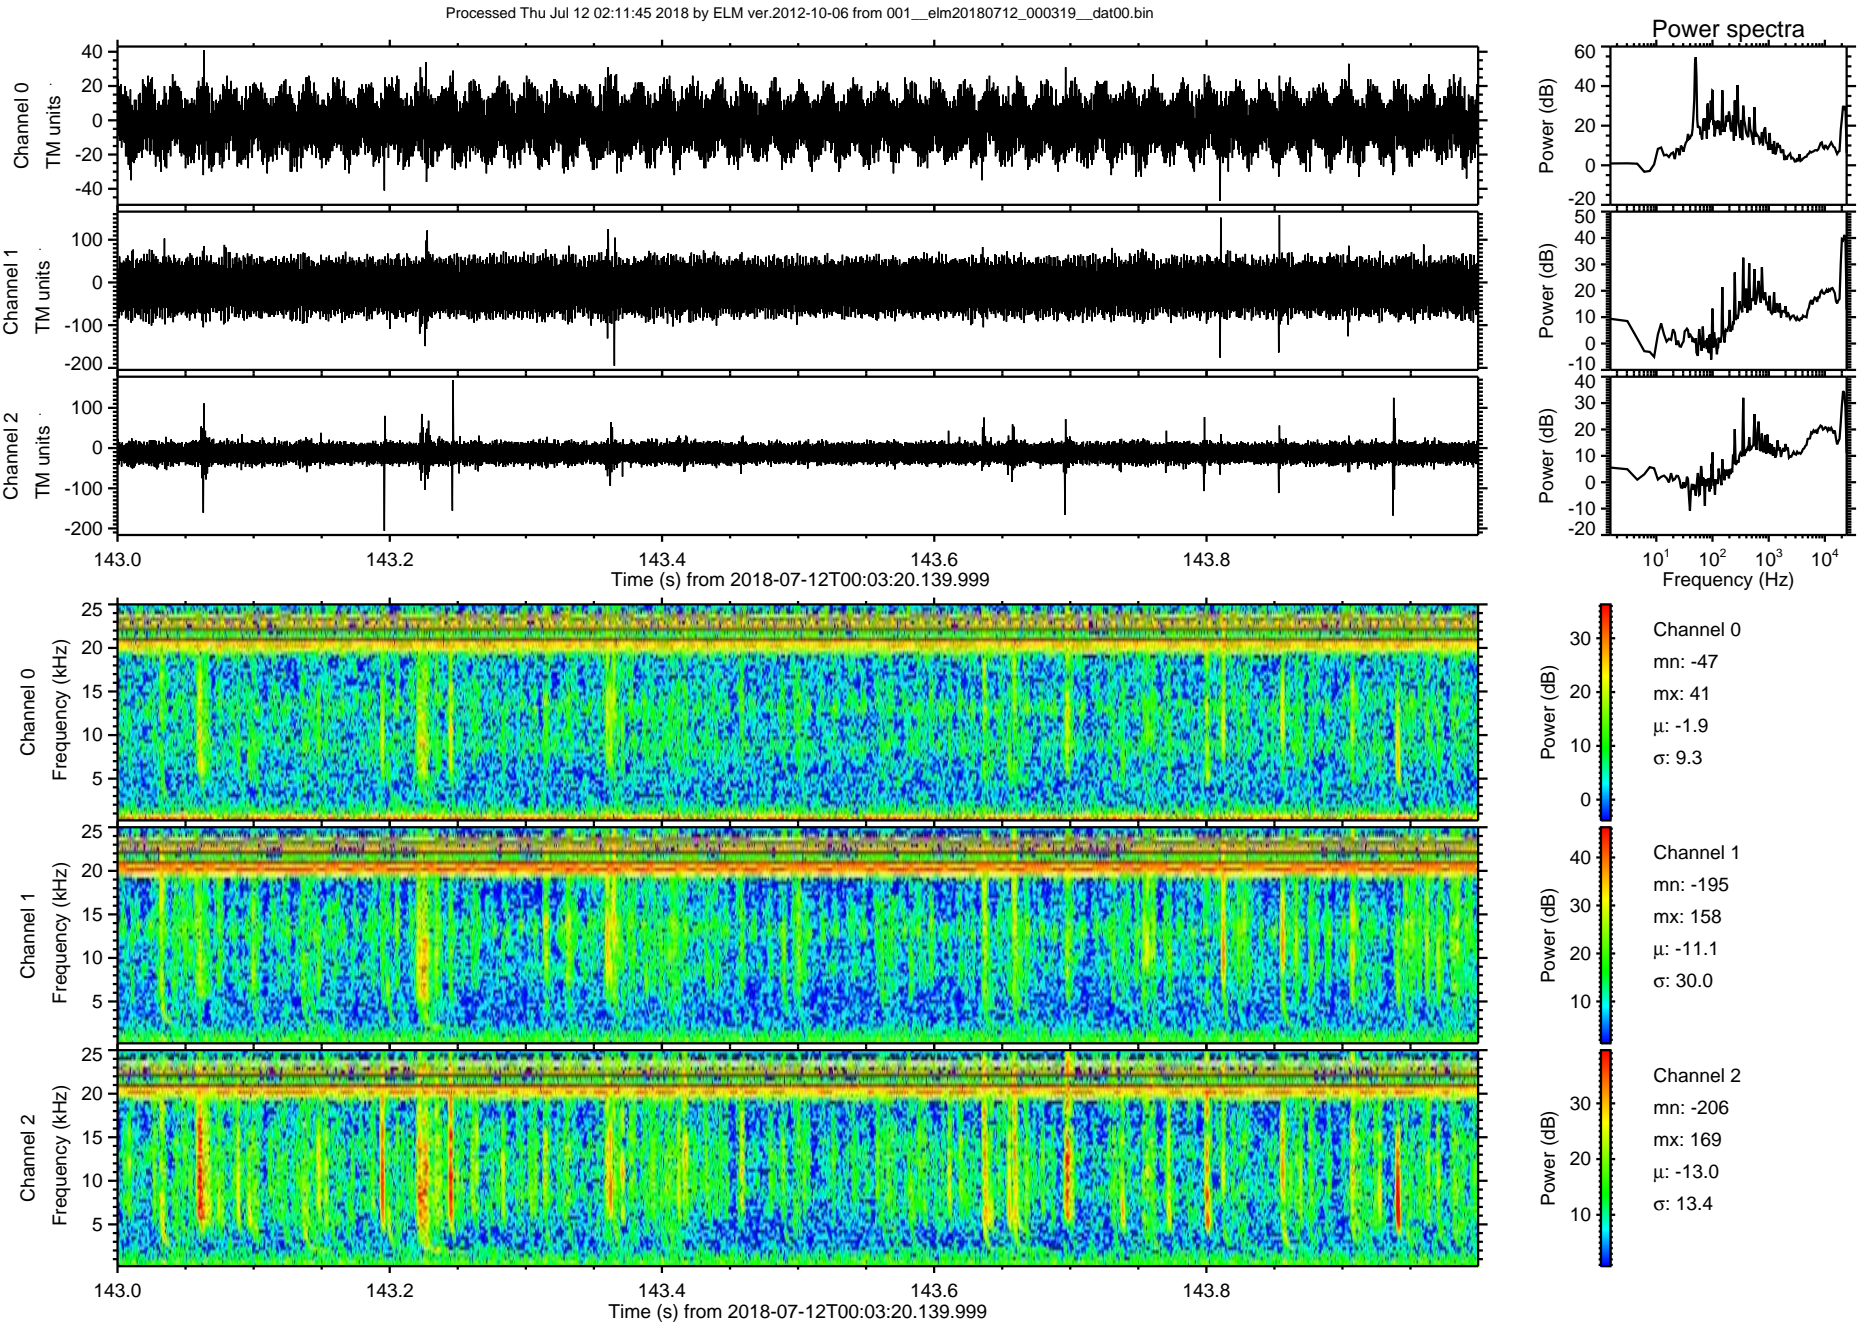 Processed Thu Jul 12 02:11:45 2018 by ELM ver.2012-10-06 from 001__elm20180712_000319__dat00.bin
Power spectra
Channel 0
TM units
40
20
0
-20
-40
Power (dB)
60
40
20
0
-20
Channel 1
TM units
100
0
-100
-200
Power (dB)
50
40
30
20
10
0
-10
Channel 2
TM units
100
0
-100
-200
Power (dB)
40
30
20
10
0
-10
-20
143.0 143.2 143.4 143.6 143.8
Time (s) from 2018-07-12T00:03:20.139.999
10¹ 10² 10³ 10⁴
Frequency (Hz)
Channel 0
Frequency (kHz)
25
20
15
10
5
Power (dB)
30
20
10
0
Channel 0
mn: -47
mx: 41
μ: -1.9
σ: 9.3
Channel 1
Frequency (kHz)
25
20
15
10
5
Power (dB)
40
30
20
10
Channel 1
mn: -195
mx: 158
μ: -11.1
σ: 30.0
Channel 2
Frequency (kHz)
25
20
15
10
5
Power (dB)
30
20
10
Channel 2
mn: -206
mx: 169
μ: -13.0
σ: 13.4
143.0 143.2 143.4 143.6 143.8
Time (s) from 2018-07-12T00:03:20.139.999